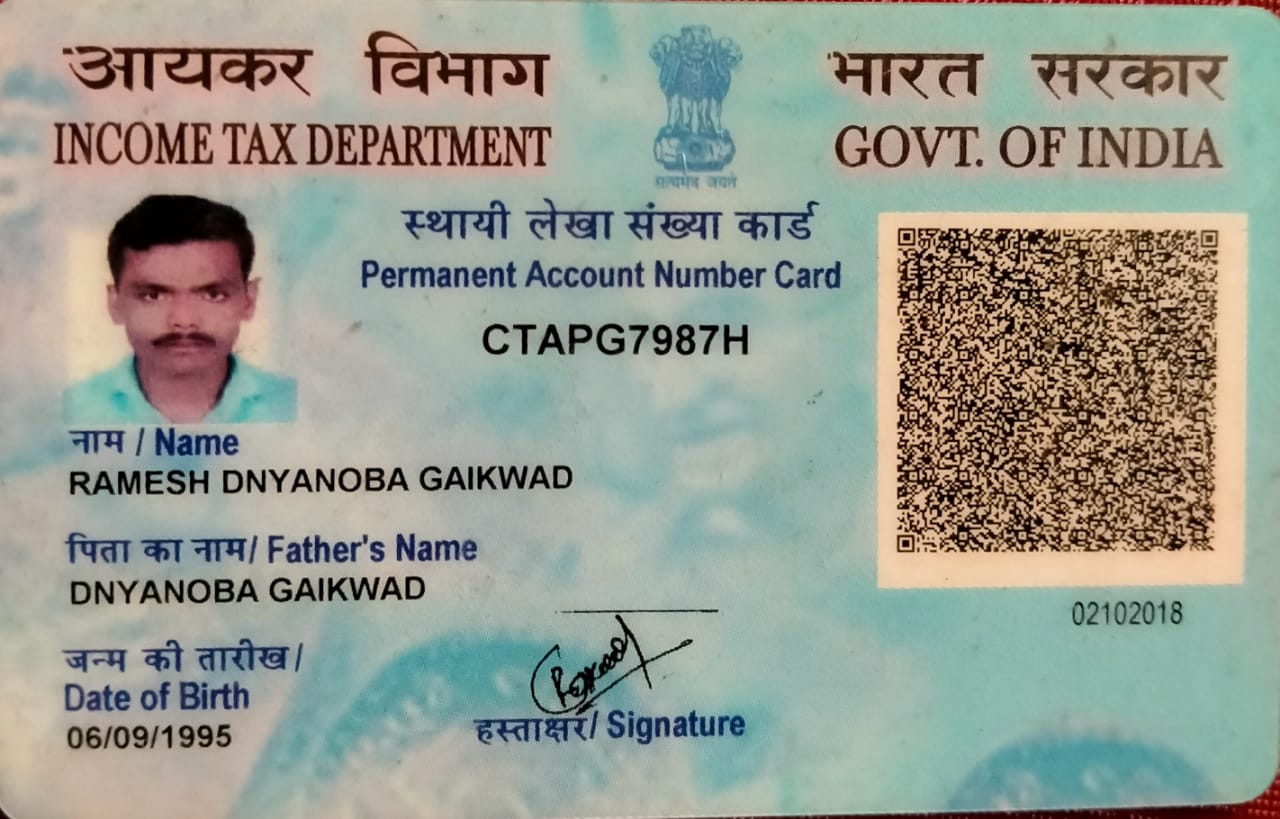 आयकर विभाग
INCOME TAX DEPARTMENT
सत्यमेव जयते
भारत सरकार
GOVT. OF INDIA
स्थायी लेखा संख्या कार्ड
Permanent Account Number Card
CTAPG7987H
नाम / Name
RAMESH DNYANOBA GAIKWAD
पिता का नाम/ Father's Name
DNYANOBA GAIKWAD
02102018
जन्म की तारीख/
Date of Birth
06/09/1995
हस्ताक्षर/ Signature